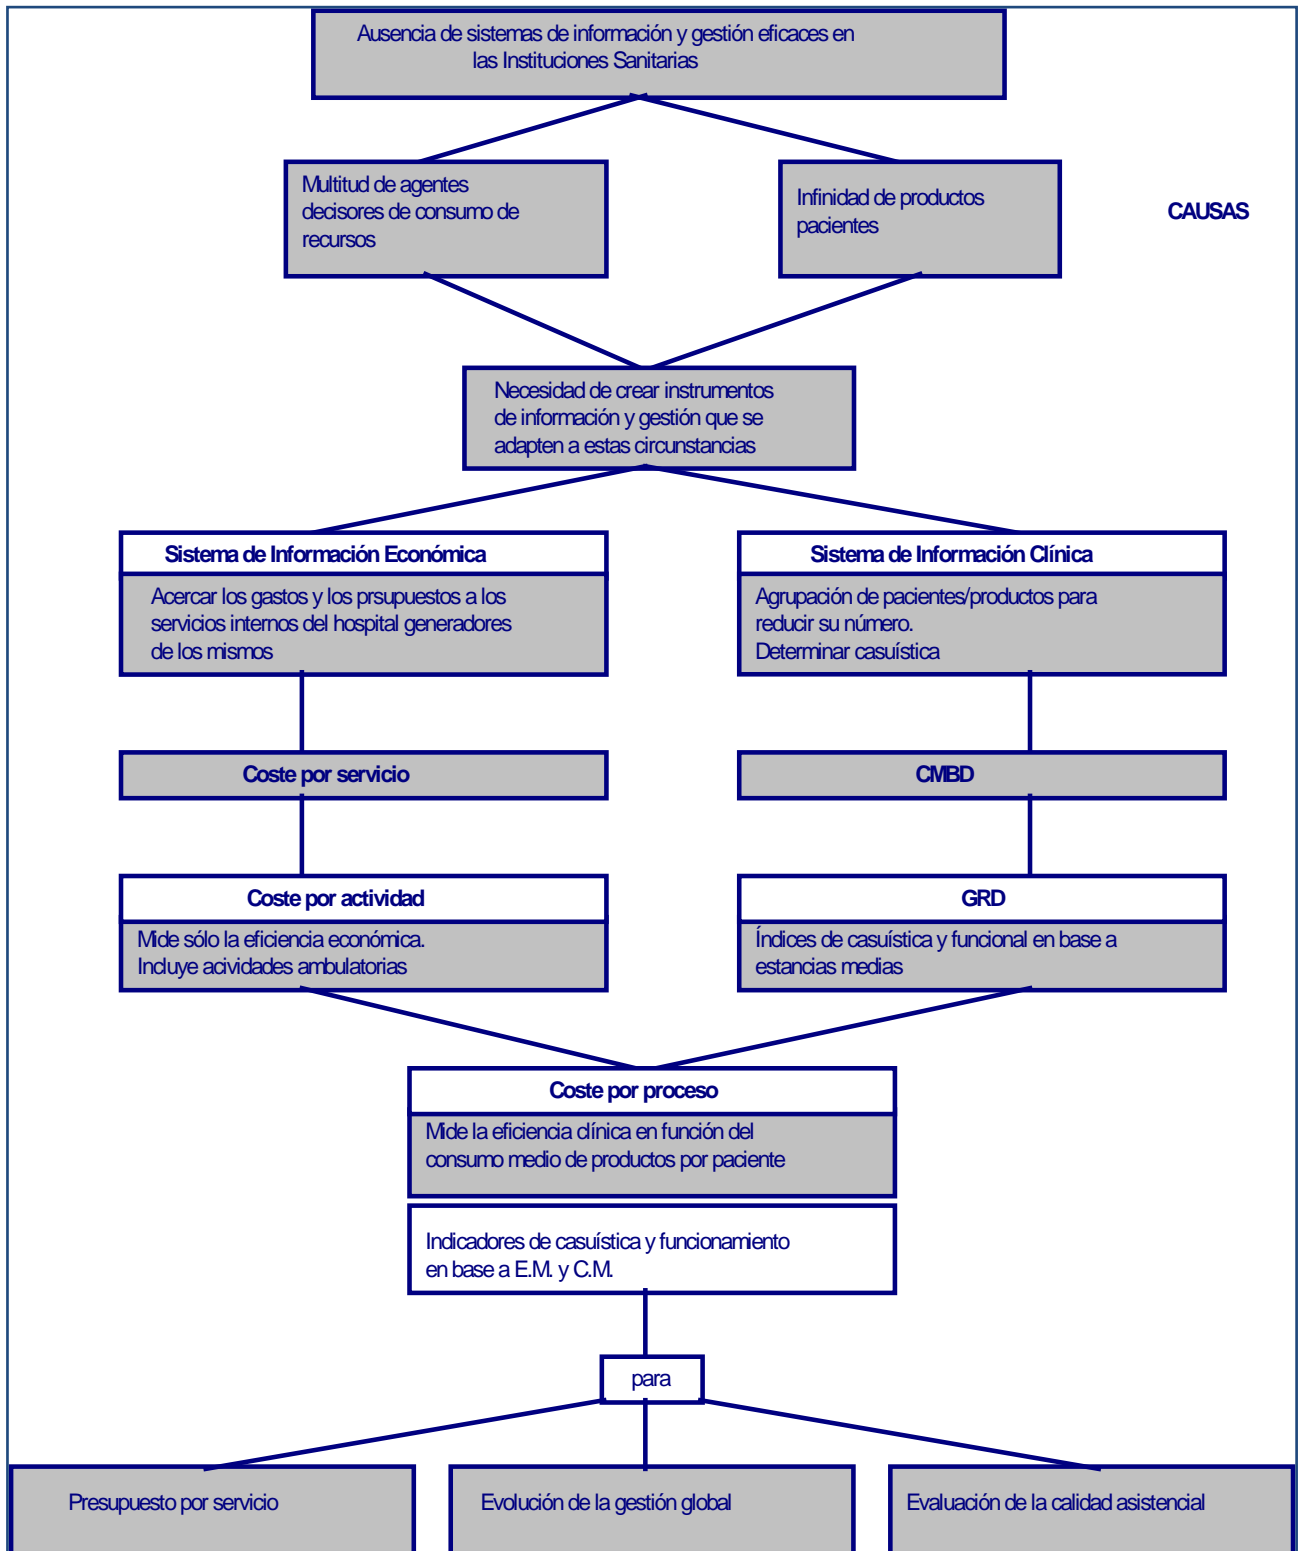 Ausencia de sistemas de información y gestión eficaces en
las Instituciones Sanitarias
Multitud de agentes
decisores de consumo de
recursos
Infinidad de productos
pacientes
CAUSAS
Necesidad de crear instrumentos
de información y gestión que se
adapten a estas circunstancias
Sistema de Información Económica
Acercar los gastos y los prsupuestos a los
servicios internos del hospital generadores
de los mismos
Sistema de Información Clínica
Agrupación de pacientes/productos para
reducir su número.
Determinar casuística
Coste por servicio
CMBD
Coste por actividad
Mide sólo la eficiencia económica.
Incluye acividades ambulatorias
GRD
Índices de casuística y funcional en base a
estancias medias
Coste por proceso
Mide la eficiencia clínica en función del
consumo medio de productos por paciente
Indicadores de casuística y funcionamiento
en base a E.M. y C.M.
para
Presupuesto por servicio
Evolución de la gestión global
Evaluación de la calidad asistencial